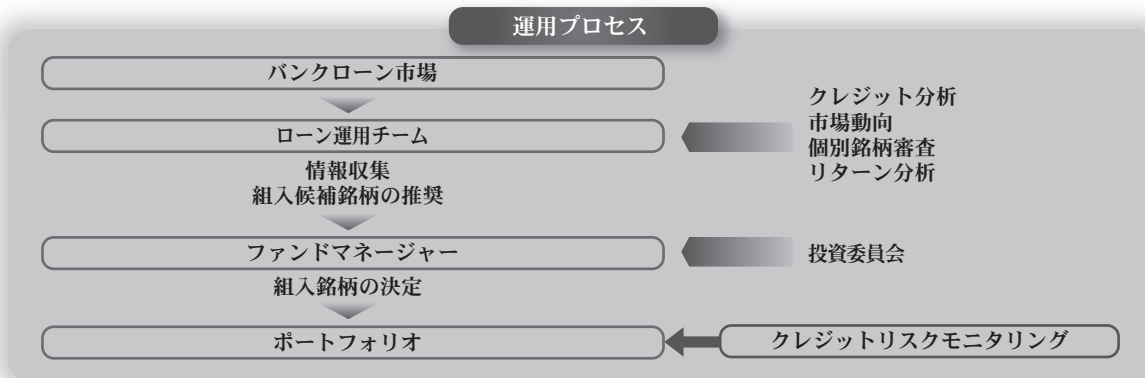 運用プロセス
バンクローン市場
ローン運用チーム
クレジット分析
市場動向
個別銘柄審査
リターン分析
情報収集
組入候補銘柄の推奨
ファンドマネージャー
投資委員会
組入銘柄の決定
ポートフォリオ
クレジットリスクモニタリング